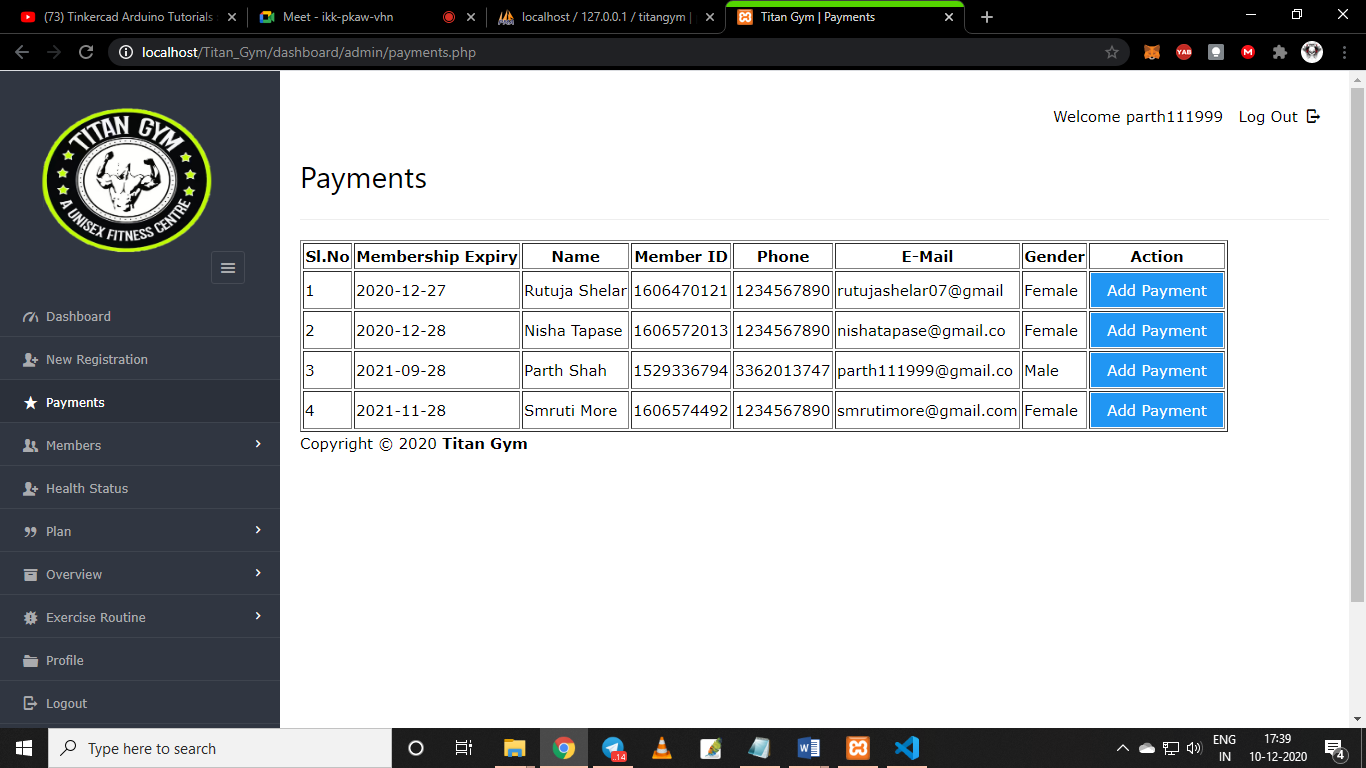 (73) Tinkercad Arduino Tutorials
Meet - ikk-pkaw-vhn
localhost / 127.0.0.1 / titangym |
Titan Gym | Payments
localhost/Titan_Gym/dashboard/admin/payments.php
YAB
M
TITAN GYM
A UNISEX FITNESS CENTRE
Welcome parth111999 Log Out
Payments
Sl.No Membership Expiry Name Member ID Phone E-Mail Gender Action
1 2020-12-27 Rutuja Shelar 1606470121 1234567890 rutujashelar07@gmail Female Add Payment
2 2020-12-28 Nisha Tapase 1606572013 1234567890 nishatapase@gmail.co Female Add Payment
3 2021-09-28 Parth Shah 1529336794 3362013747 parth111999@gmail.co Male Add Payment
4 2021-11-28 Smruti More 1606574492 1234567890 smrutimore@gmail.com Female Add Payment
Copyright © 2020 Titan Gym
Dashboard
New Registration
Payments
Members
Health Status
Plan
Overview
Exercise Routine
Profile
Logout
Type here to search
14
ENG
IN
17:39
10-12-2020
4